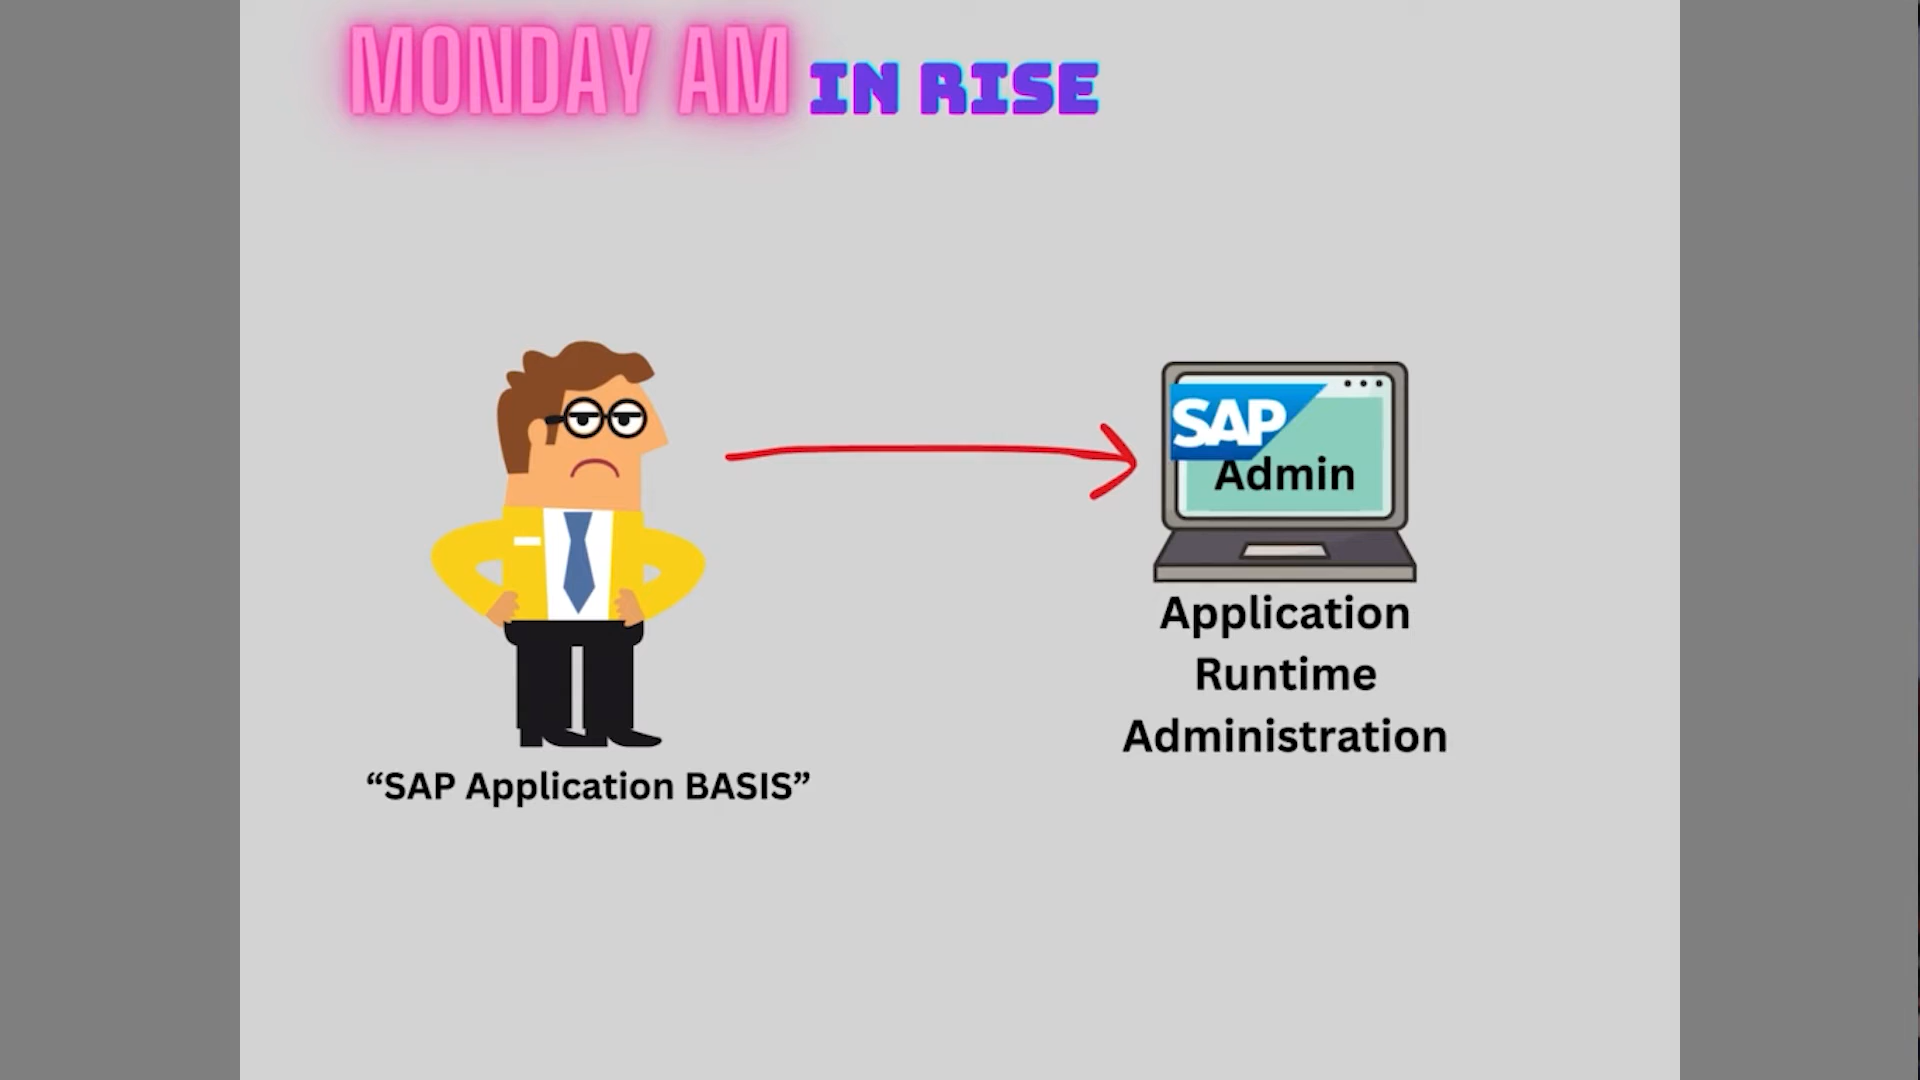 MONDAY AM IN RISE
SAP
Admin
Application
Runtime
Administration
“SAP Application BASIS”